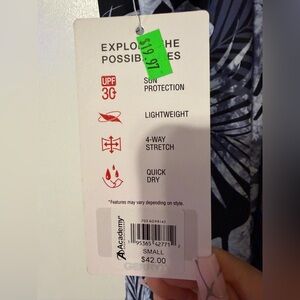 EXPLO HE
POSSIB ES
$19.97
UPF
30
SUN
PROTECTION
LIGHTWEIGHT
4-WAY
STRETCH
QUICK
DRY
*Features may vary depending on style.
Academy
SMALL
$42.00